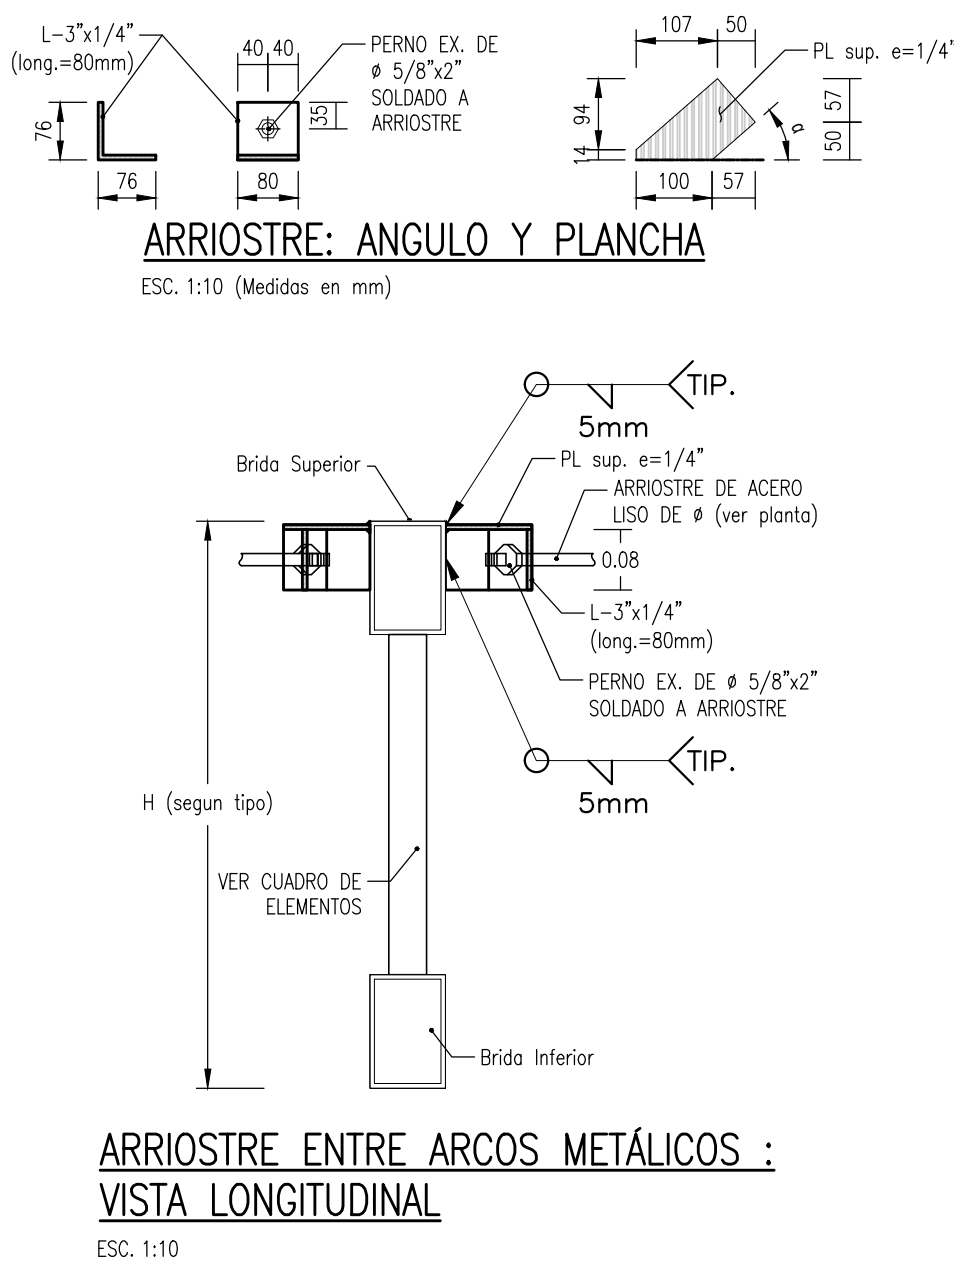 L-3"x1/4"
(long.=80mm)
76
76
40 40
35
80
PERNO EX. DE
ø 5/8"x2"
SOLDADO A
ARRIOSTRE
107 50
PL sup. e=1/4"
94
14
57
50
α
100 57
ARRIOSTRE: ANGULO Y PLANCHA
ESC. 1:10 (Medidas en mm)
TIP.
5mm
Brida Superior
PL sup. e=1/4"
ARRIOSTRE DE ACERO
LISO DE ø (ver planta)
0.08
L-3"x1/4"
(long.=80mm)
PERNO EX. DE ø 5/8"x2"
SOLDADO A ARRIOSTRE
TIP.
5mm
H (segun tipo)
VER CUADRO DE
ELEMENTOS
Brida Inferior
ARRIOSTRE ENTRE ARCOS METÁLICOS :
VISTA LONGITUDINAL
ESC. 1:10